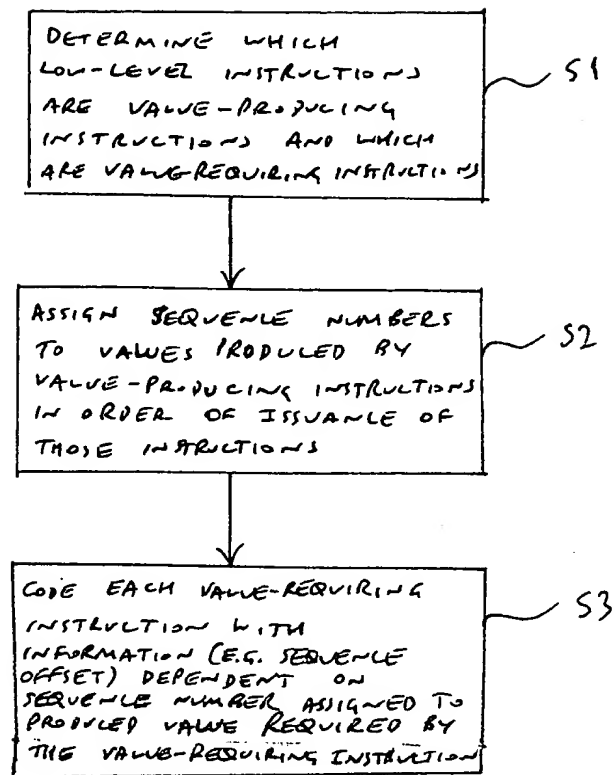 DETERMINE WHICH
LOW-LEVEL INSTRUCTIONS
ARE VALUE-PRODUCING
INSTRUCTIONS AND WHICH
ARE VALUE-REQUIRING INSTRUCTIONS
S1
ASSIGN SEQUENCE NUMBERS
TO VALUES PRODUCED BY
VALUE-PRODUCING INSTRUCTIONS
IN ORDER OF ISSUANCE OF
THOSE INSTRUCTIONS
S2
CODE EACH VALUE-REQUIRING
INSTRUCTION WITH
INFORMATION (E.G. SEQUENCE
OFFSET) DEPENDENT ON
SEQUENCE NUMBER ASSIGNED TO
PRODUCED VALUE REQUIRED BY
THE VALUE-REQUIRING INSTRUCTION
S3